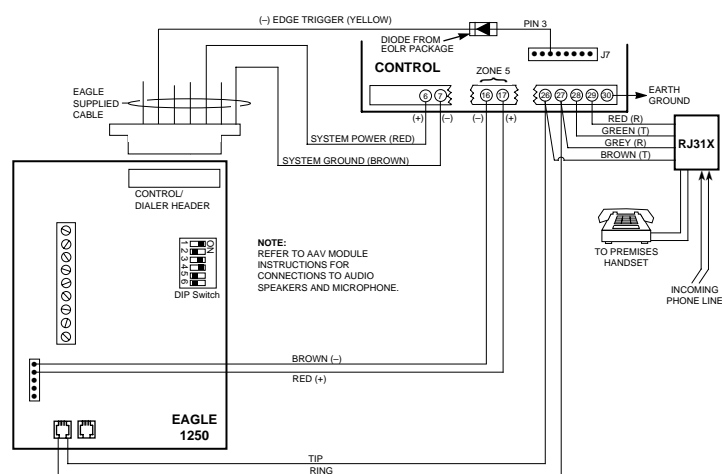 (–) EDGE TRIGGER (YELLOW)
PIN 3
DIODE FROM
EOLR PACKAGE
J7
CONTROL
ZONE 5
EAGLE
SUPPLIED
CABLE
6 7
16 17
26 27 28 29 30
EARTH
GROUND
(+) (–)
(–) (+)
RED (R)
GREEN (T)
GREY (R)
BROWN (T)
RJ31X
SYSTEM POWER (RED)
SYSTEM GROUND (BROWN)
CONTROL/
DIALER HEADER
ON
1
2
3
4
5
6
DIP Switch
NOTE:
REFER TO AAV MODULE
INSTRUCTIONS FOR
CONNECTIONS TO AUDIO
SPEAKERS AND MICROPHONE.
TO PREMISES
HANDSET
INCOMING
PHONE LINE
BROWN (–)
RED (+)
EAGLE
1250
TIP
RING